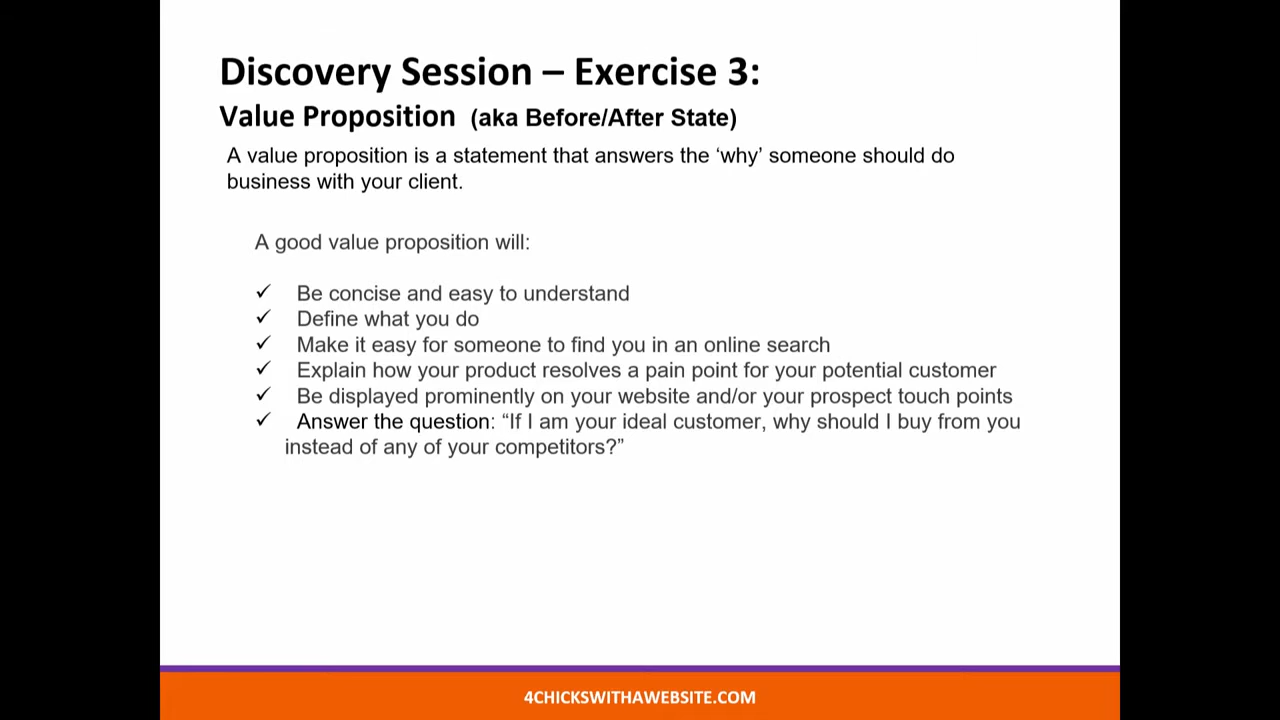 Discovery Session – Exercise 3:
Value Proposition (aka Before/After State)
A value proposition is a statement that answers the ‘why’ someone should do
business with your client.
A good value proposition will:
✓ Be concise and easy to understand
✓ Define what you do
✓ Make it easy for someone to find you in an online search
✓ Explain how your product resolves a pain point for your potential customer
✓ Be displayed prominently on your website and/or your prospect touch points
✓ Answer the question: “If I am your ideal customer, why should I buy from you
instead of any of your competitors?”
4CHICKSWITHAWEBSITE.COM